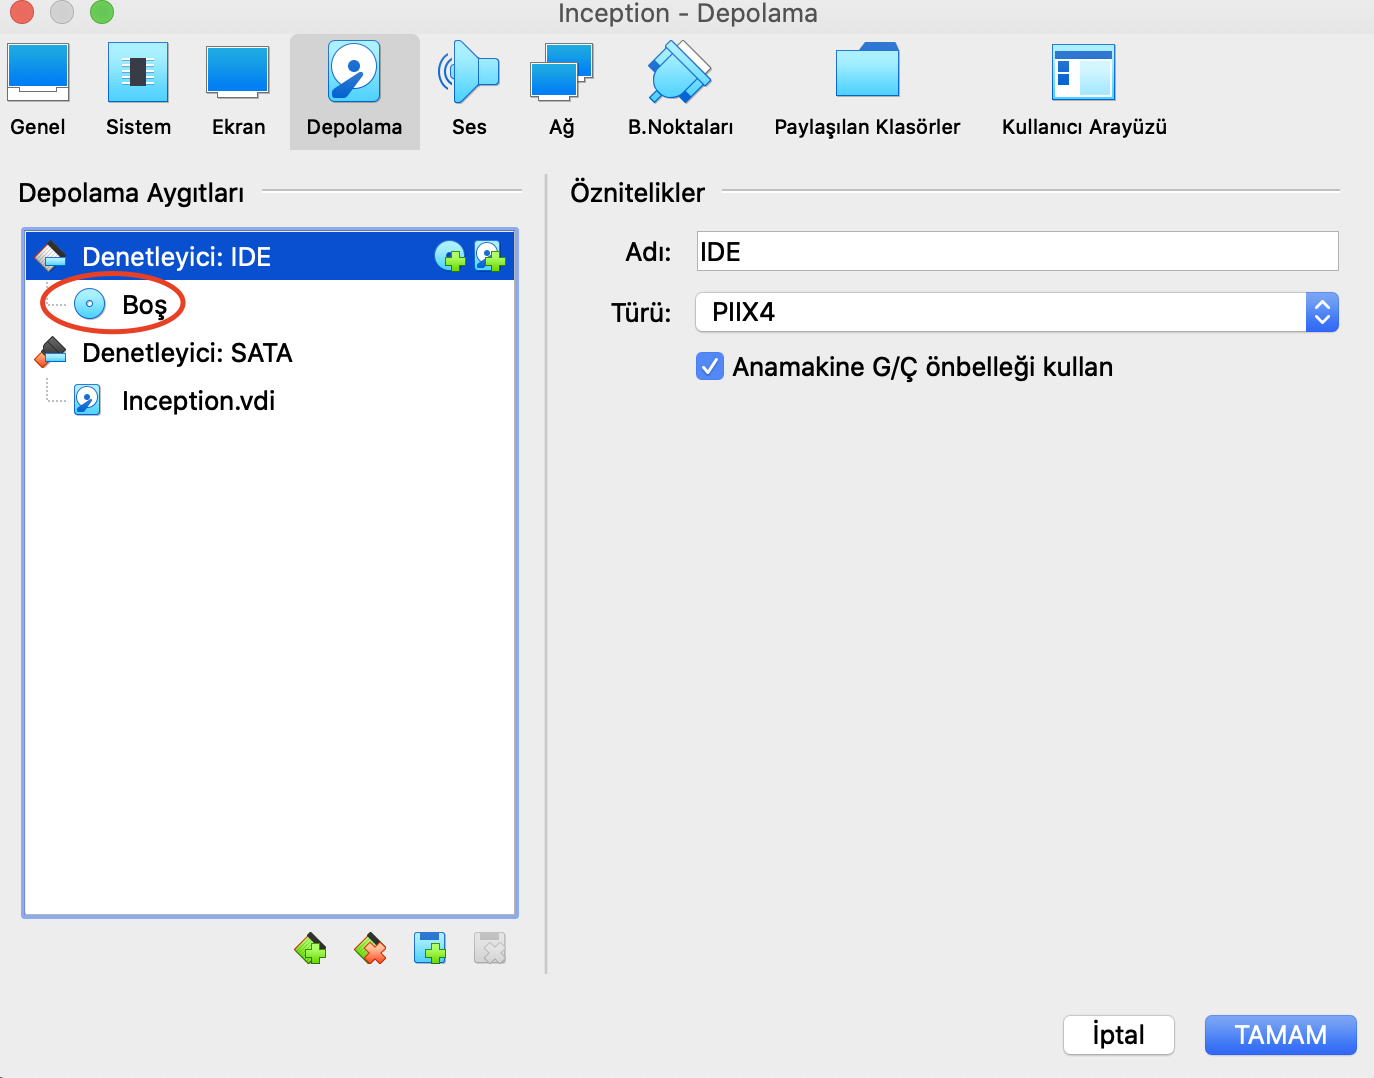 Inception - Depolama
Genel
Sistem
Ekran
Depolama
Ses
Ağ
B.Noktaları
Paylaşılan Klasörler
Kullanıcı Arayüzü
Depolama Aygıtları
Denetleyici: IDE
Boş
Denetleyici: SATA
Inception.vdi
Öznitelikler
Adı: IDE
Türü: PIIX4
Anamakine G/Ç önbelleği kullan
İptal
TAMAM